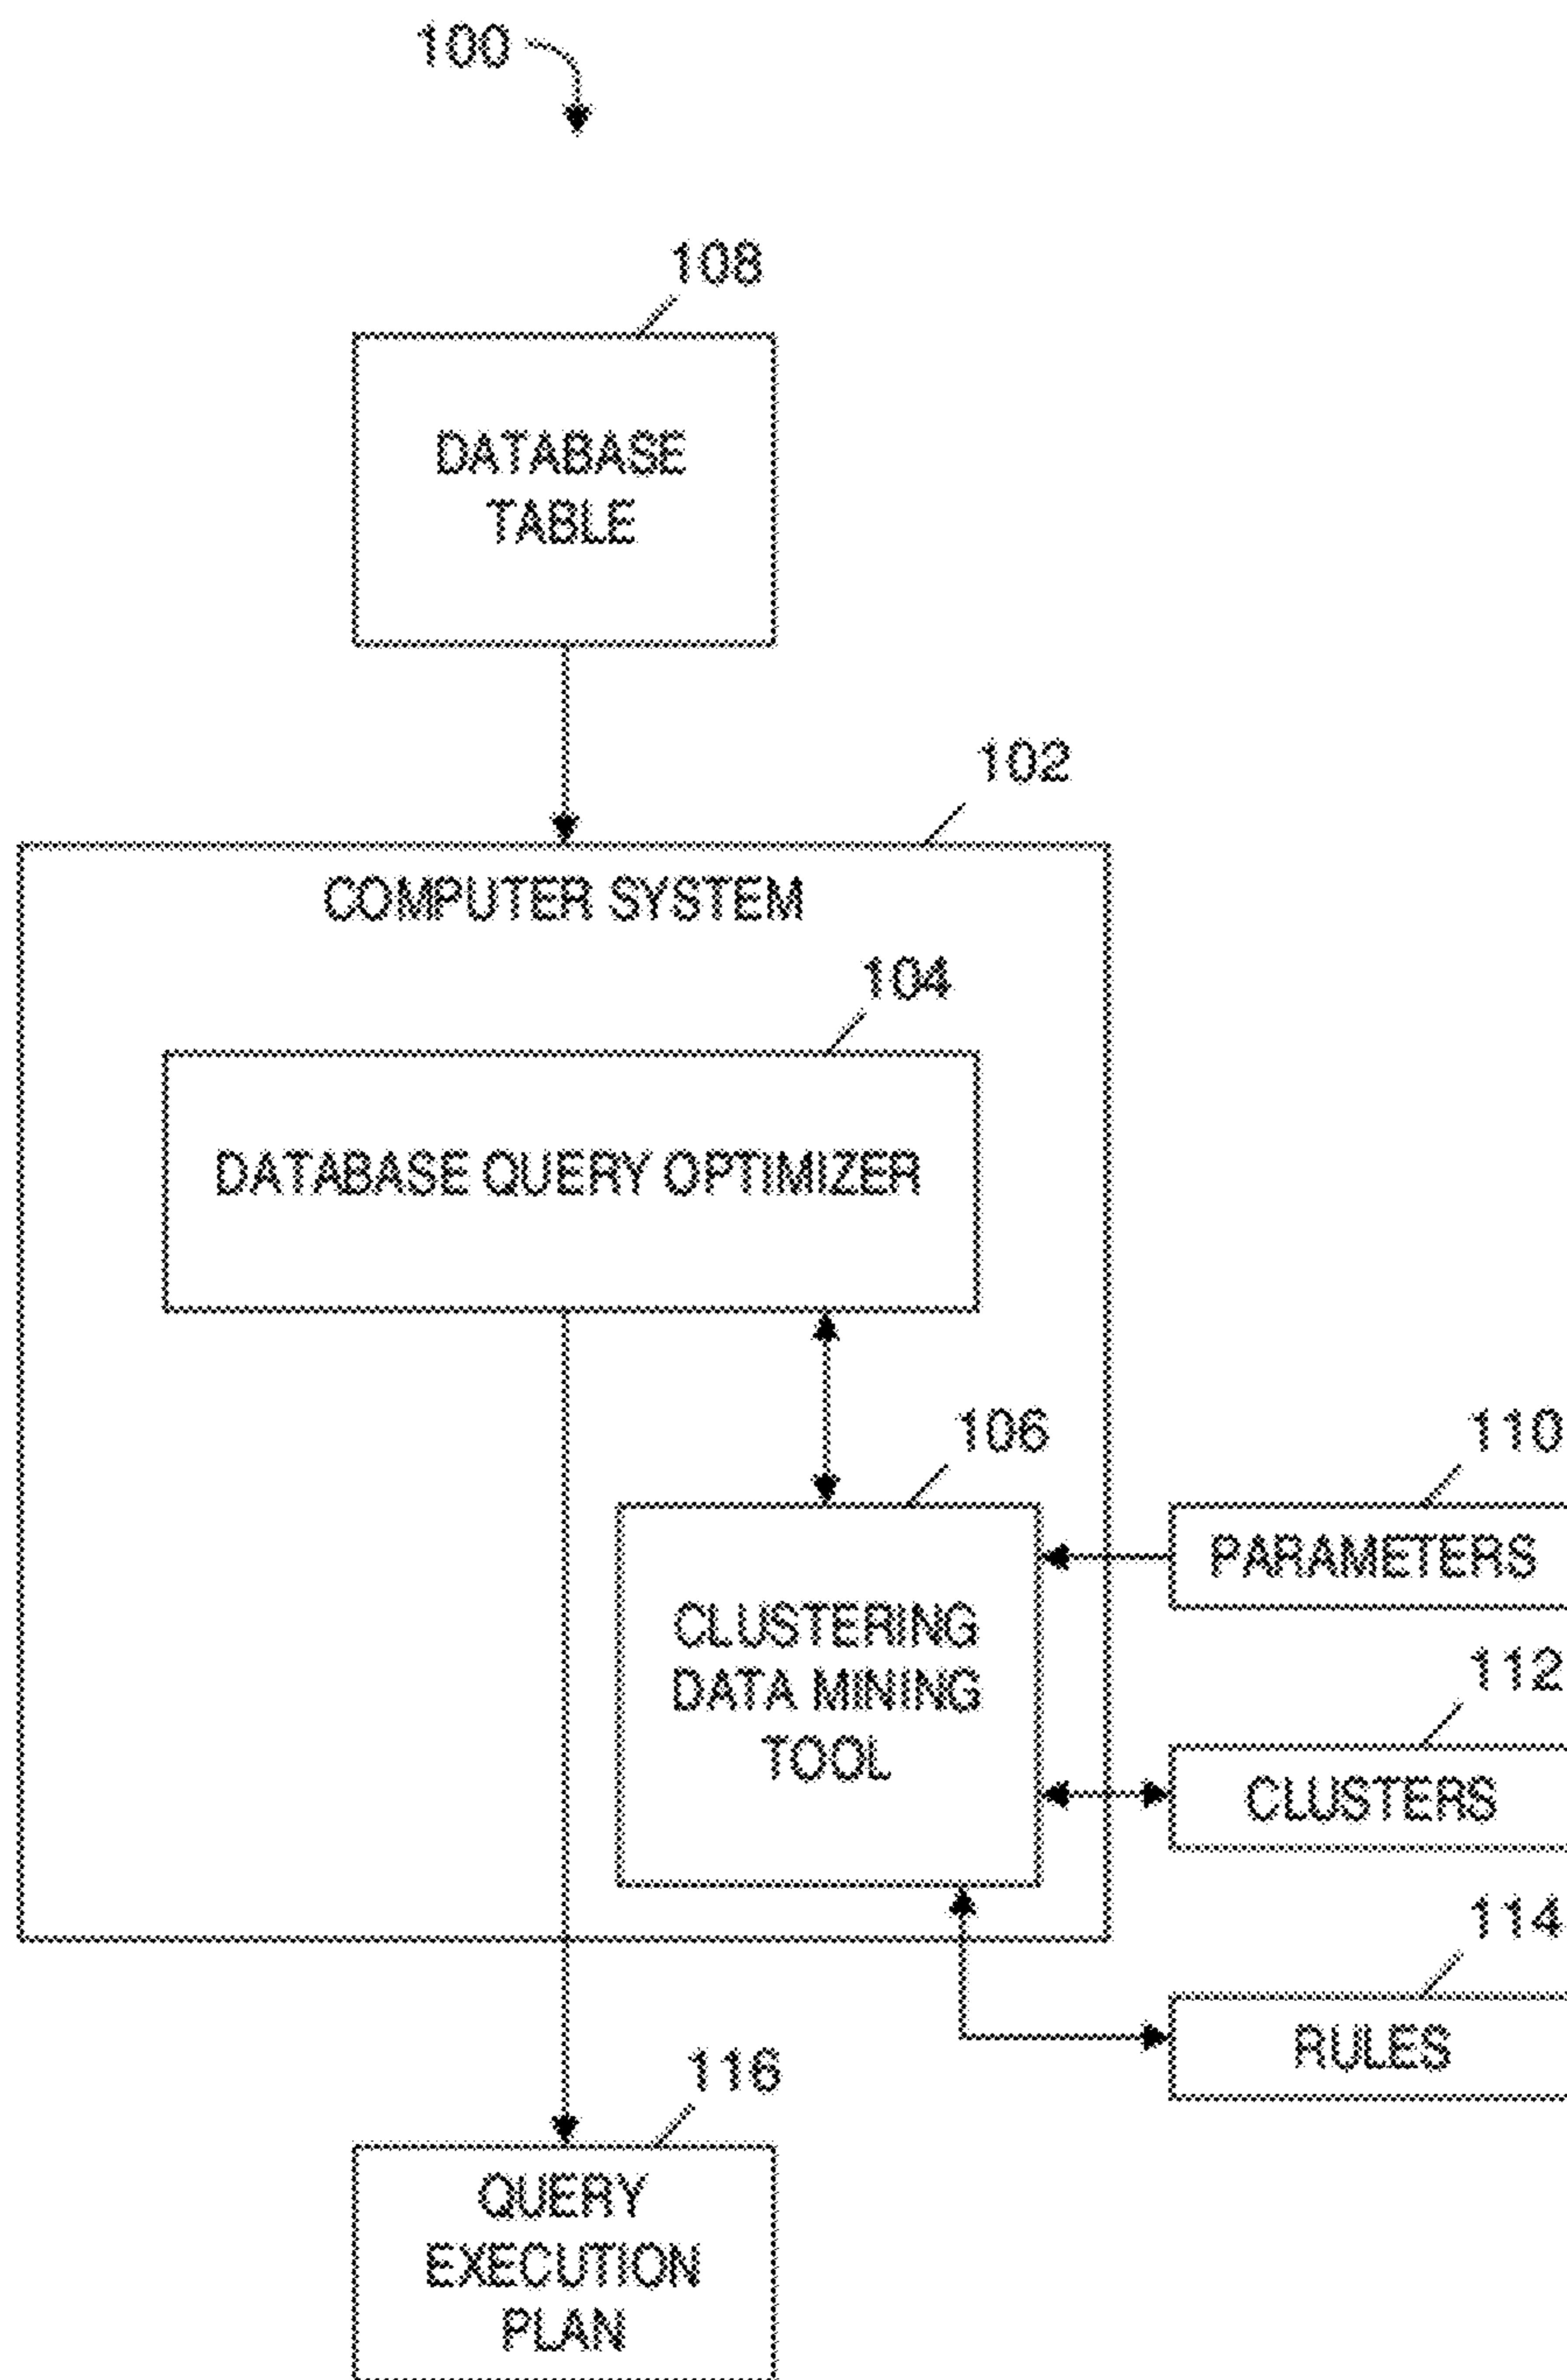 100
108
DATABASE
TABLE
102
COMPUTER SYSTEM
104
DATABASE QUERY OPTIMIZER
106
110
PARAMETERS
CLUSTERING
DATA MINING
TOOL
112
CLUSTERS
114
RULES
116
QUERY
EXECUTION
PLAN